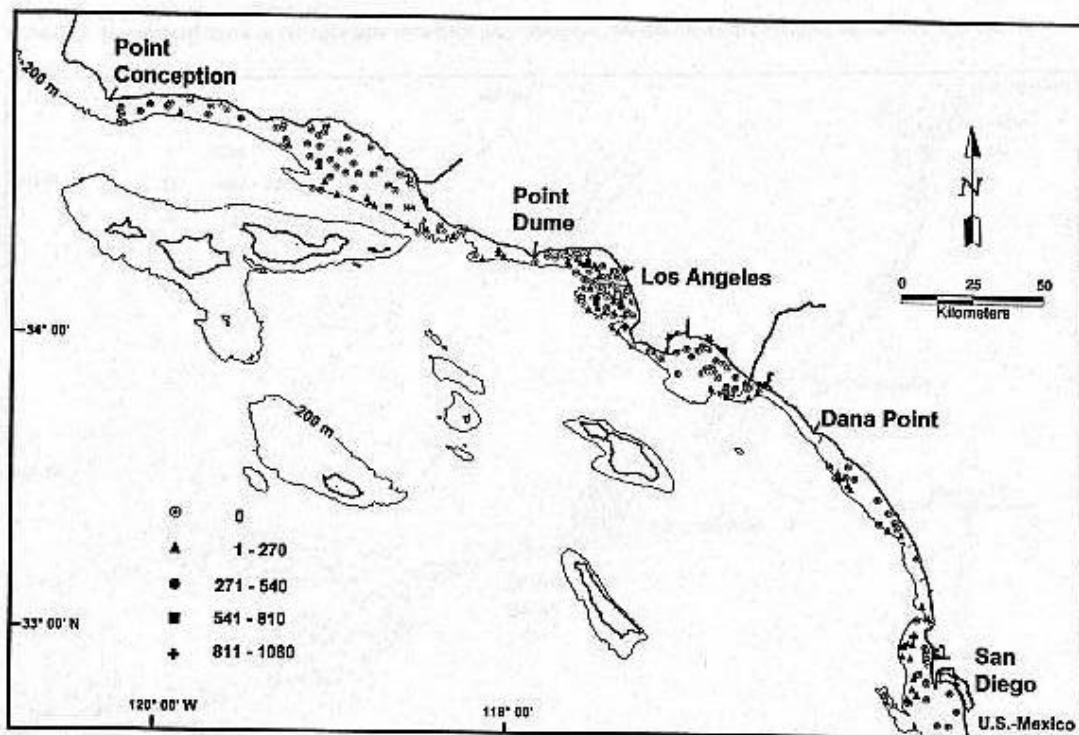 Point
Conception
200 m
Point
Dume
Los Angeles
N
0 25 50
Kilometers
34° 00'
200 m
Dana Point
0
1 - 270
271 - 540
541 - 810
811 - 1080
33° 00' N
San
Diego
120° 00' W
118° 00'
U.S.-Mexico